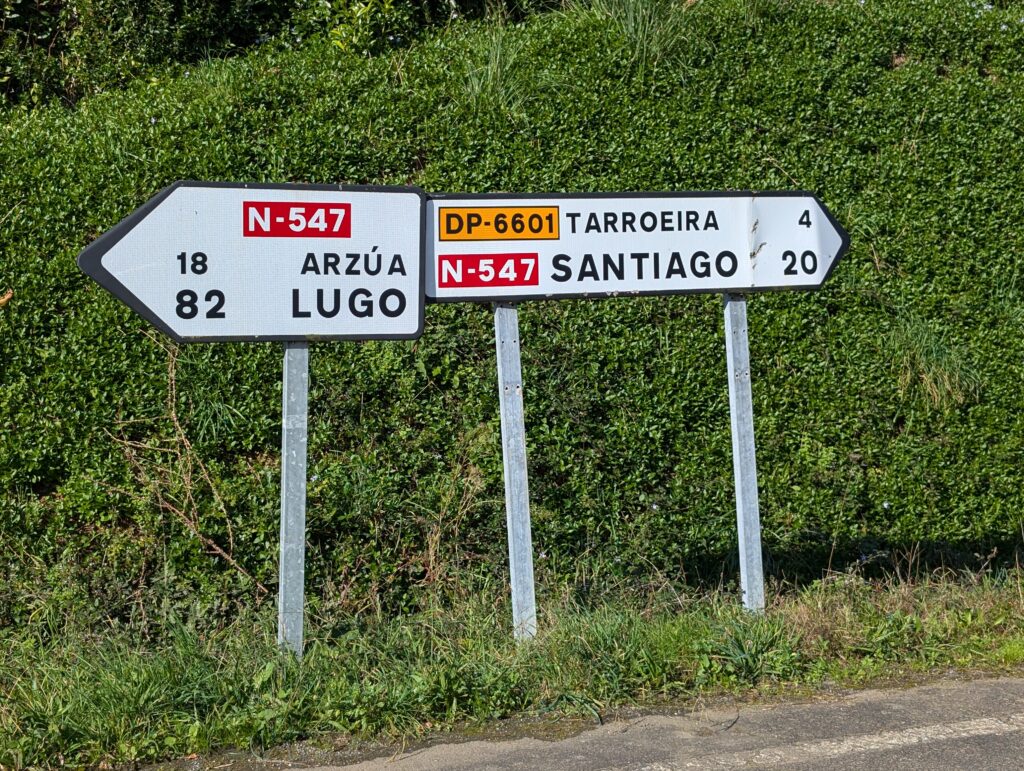 N-547
18 ARZÚA
82 LUGO
DP-6601 TARROEIRA 4
N-547 SANTIAGO 20